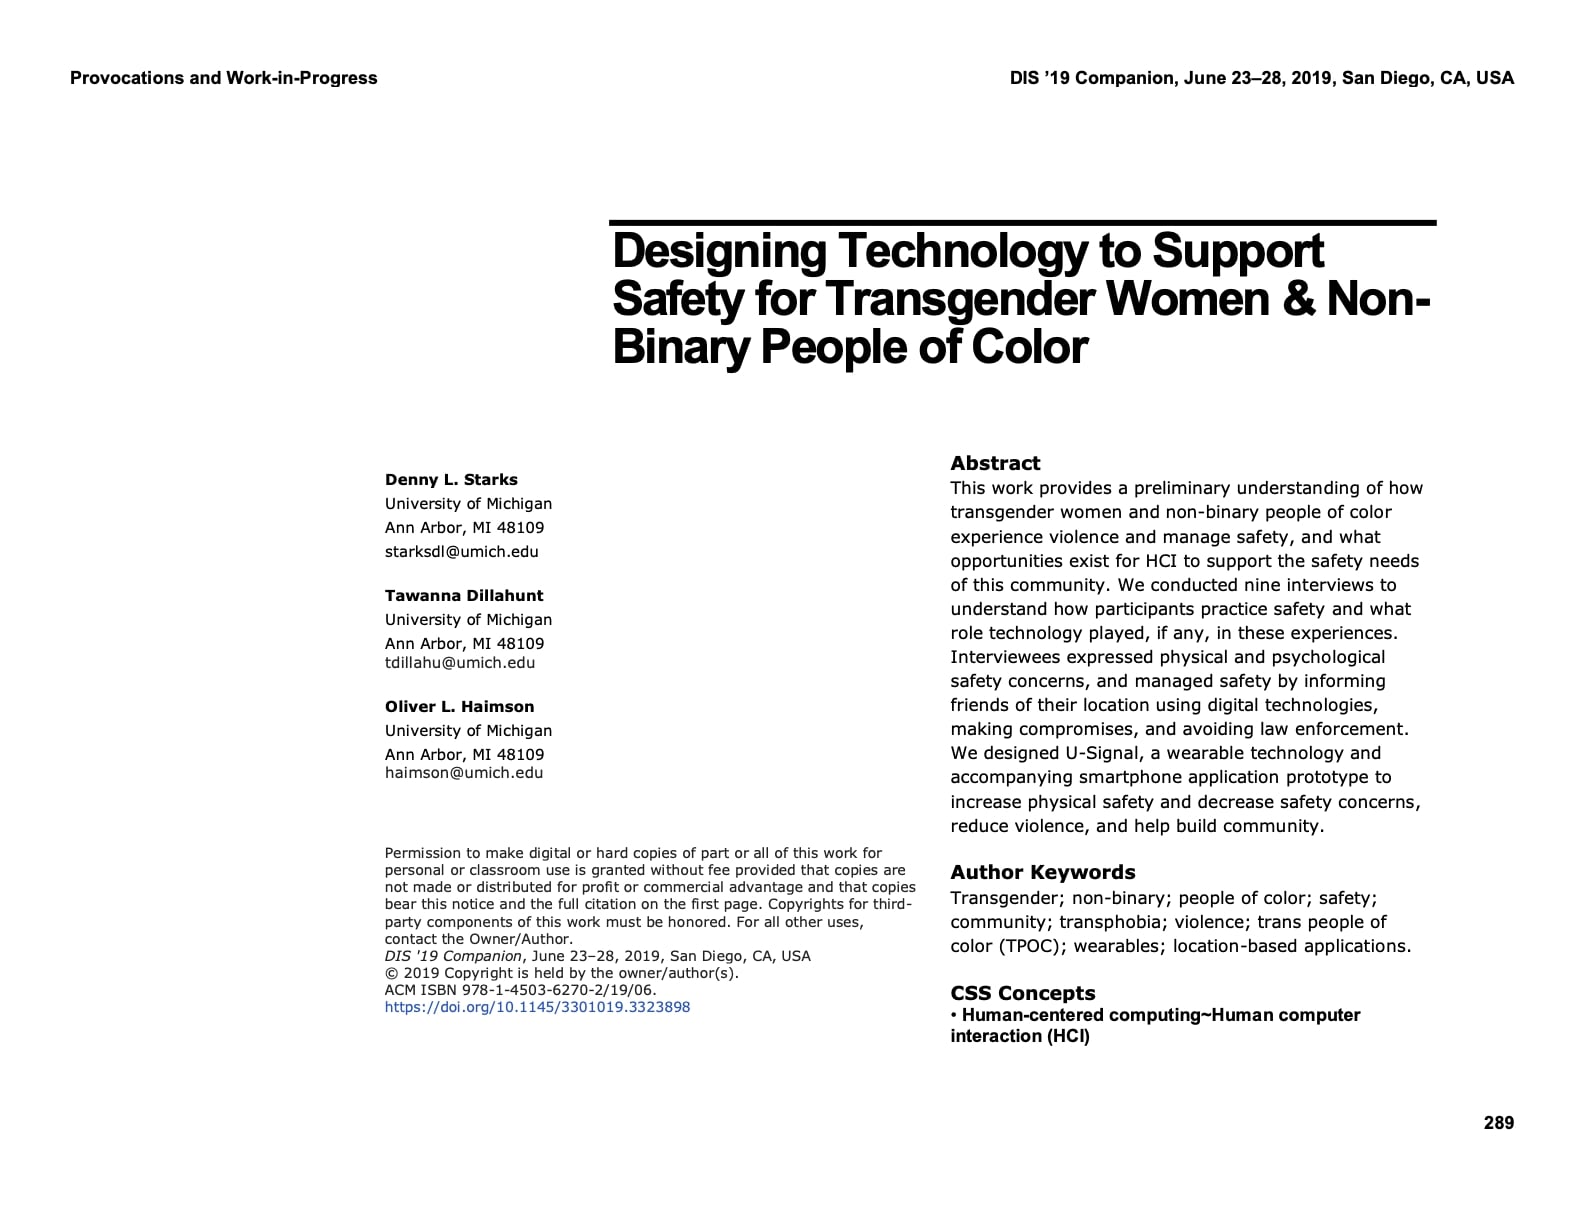 Provocations and Work-in-Progress
DIS ’19 Companion, June 23–28, 2019, San Diego, CA, USA
Designing Technology to Support
Safety for Transgender Women & Non-
Binary People of Color
Denny L. Starks
University of Michigan
Ann Arbor, MI 48109
starksdl@umich.edu
Tawanna Dillahunt
University of Michigan
Ann Arbor, MI 48109
tdillahu@umich.edu
Oliver L. Haimson
University of Michigan
Ann Arbor, MI 48109
haimson@umich.edu
Permission to make digital or hard copies of part or all of this work for
personal or classroom use is granted without fee provided that copies are
not made or distributed for profit or commercial advantage and that copies
bear this notice and the full citation on the first page. Copyrights for third-
party components of this work must be honored. For all other uses,
contact the Owner/Author.
DIS '19 Companion, June 23–28, 2019, San Diego, CA, USA
© 2019 Copyright is held by the owner/author(s).
ACM ISBN 978-1-4503-6270-2/19/06.
https://doi.org/10.1145/3301019.3323898
Abstract
This work provides a preliminary understanding of how
transgender women and non-binary people of color
experience violence and manage safety, and what
opportunities exist for HCI to support the safety needs
of this community. We conducted nine interviews to
understand how participants practice safety and what
role technology played, if any, in these experiences.
Interviewees expressed physical and psychological
safety concerns, and managed safety by informing
friends of their location using digital technologies,
making compromises, and avoiding law enforcement.
We designed U-Signal, a wearable technology and
accompanying smartphone application prototype to
increase physical safety and decrease safety concerns,
reduce violence, and help build community.
Author Keywords
Transgender; non-binary; people of color; safety;
community; transphobia; violence; trans people of
color (TPOC); wearables; location-based applications.
CSS Concepts
• Human-centered computing~Human computer
interaction (HCI)
289